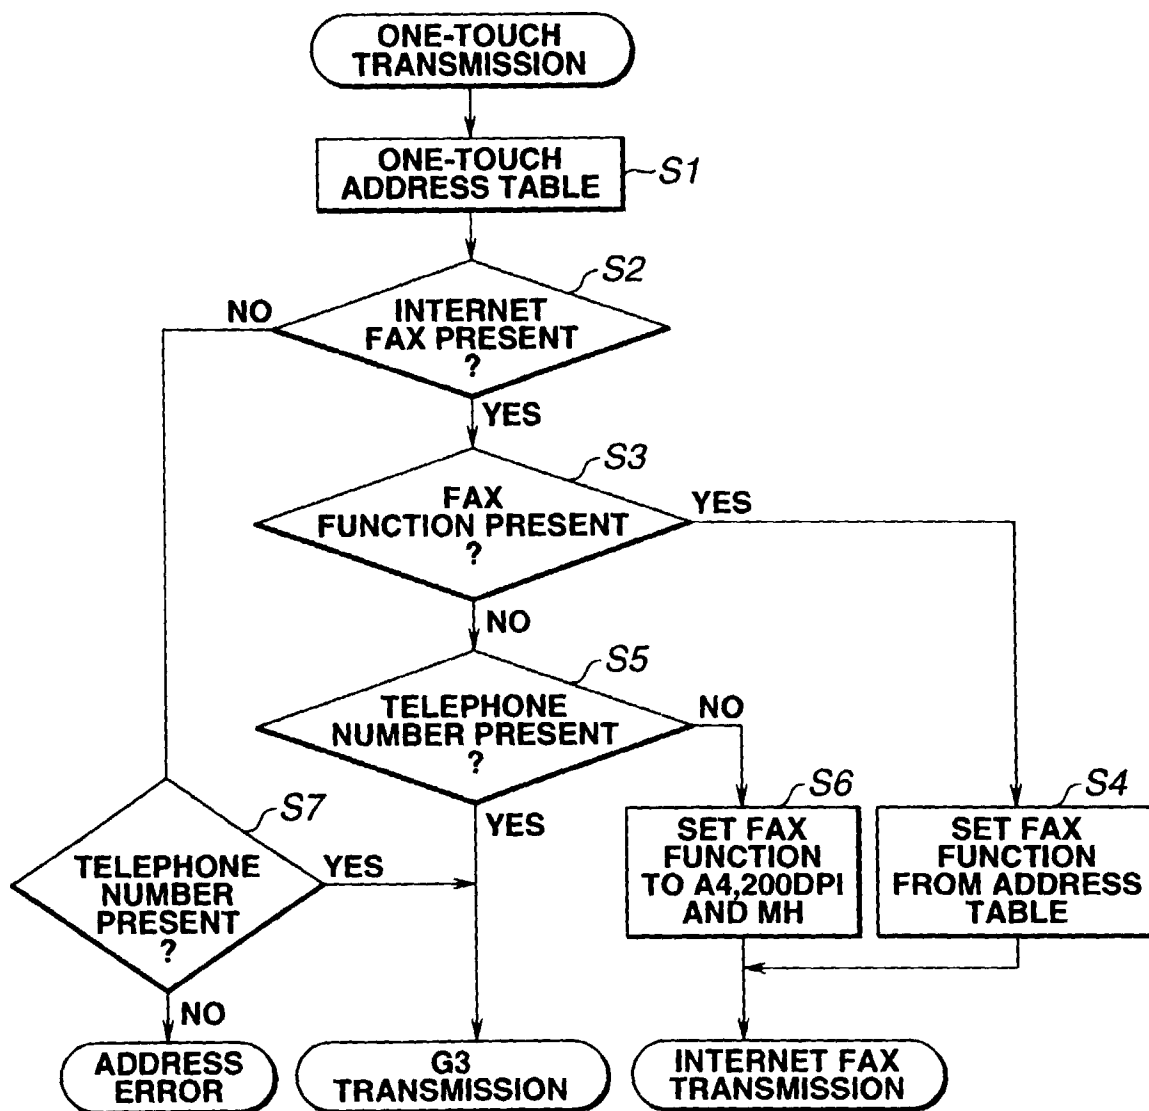 ONE-TOUCH
TRANSMISSION
ONE-TOUCH
ADDRESS TABLE
S1
S2
NO
INTERNET
FAX PRESENT
?
YES
S3
FAX
FUNCTION PRESENT
?
YES
NO
S5
TELEPHONE
NUMBER PRESENT
?
NO
YES
S7
TELEPHONE
NUMBER
PRESENT
?
YES
NO
S6
SET FAX
FUNCTION
TO A4,200DPI
AND MH
S4
SET FAX
FUNCTION
FROM ADDRESS
TABLE
ADDRESS
ERROR
G3
TRANSMISSION
INTERNET FAX
TRANSMISSION